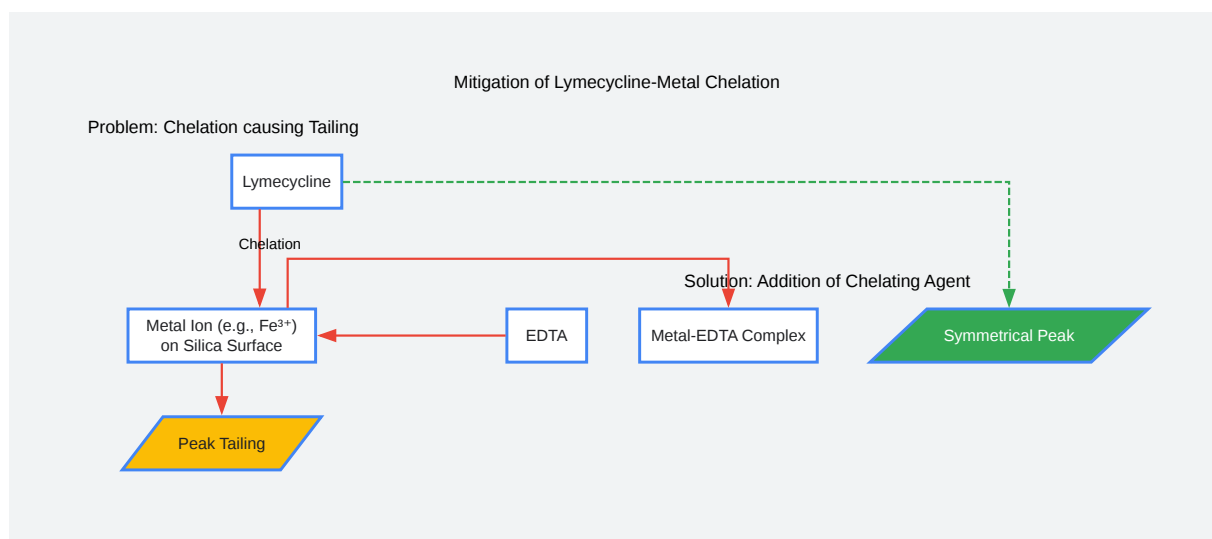 Mitigation of Lymecycline-Metal Chelation
Problem: Chelation causing Tailing
Lymecycline
Chelation
Solution: Addition of Chelating Agent
Metal Ion (e.g., Fe³⁺)
on Silica Surface
EDTA
Metal-EDTA Complex
Symmetrical Peak
Peak Tailing